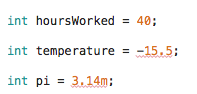 int hoursWorked = 40;
int temperature = -15.5;
int pi = 3.14m;